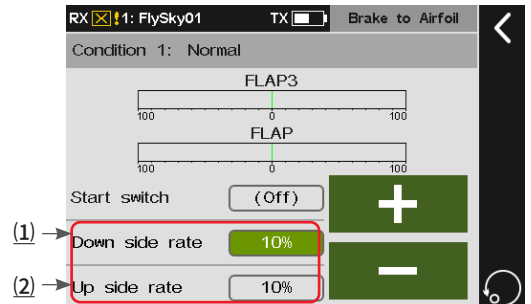 RX !1: FlySky01 TX Brake to Airfoil
Condition 1: Normal
FLAP3
100 0 100
FLAP
100 0 100
Start switch (Off)
(1) Down side rate 10%
(2) Up side rate 10%